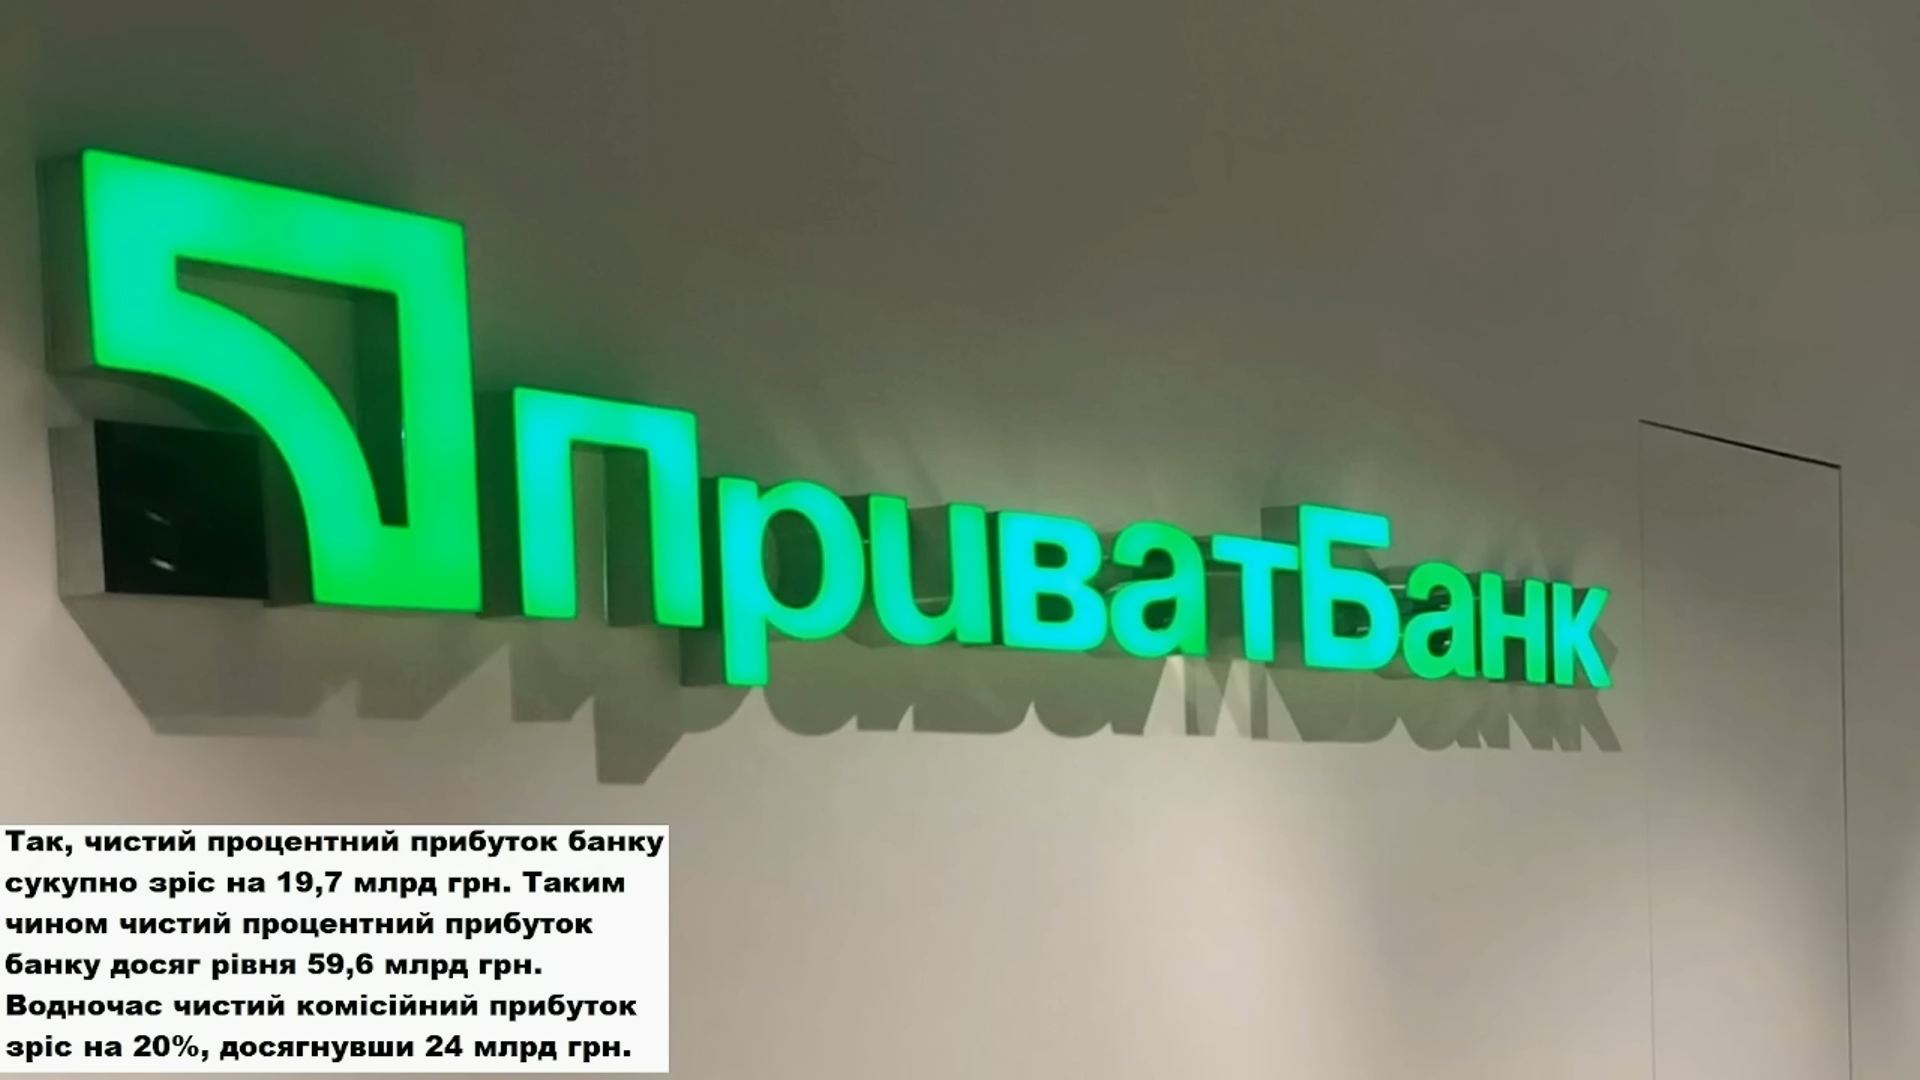 ПриватБанк
Так, чистий процентний прибуток банку
сукупно зріс на 19,7 млрд грн. Таким
чином чистий процентний прибуток
банку досяг рівня 59,6 млрд грн.
Водночас чистий комісійний прибуток
зріс на 20%, досягнувши 24 млрд грн.